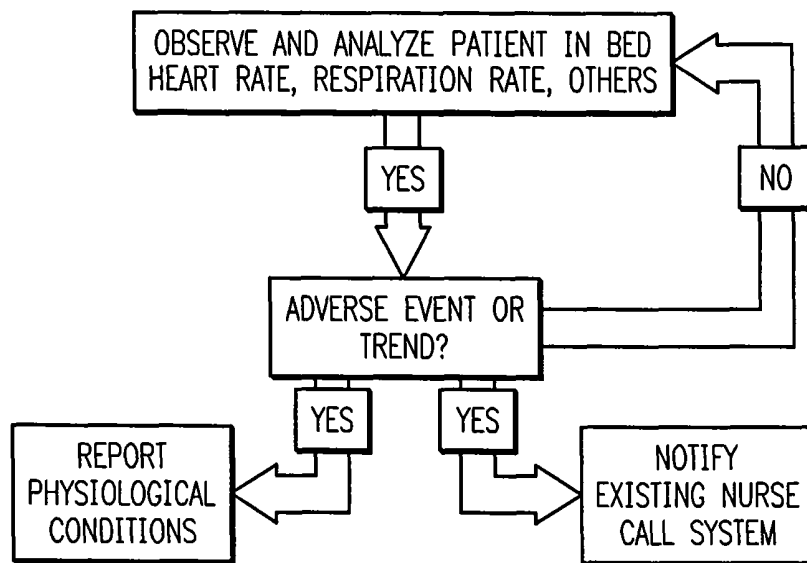 OBSERVE AND ANALYZE PATIENT IN BED
HEART RATE, RESPIRATION RATE, OTHERS
YES
NO
ADVERSE EVENT OR
TREND?
YES
YES
REPORT
PHYSIOLOGICAL
CONDITIONS
NOTIFY
EXISTING NURSE
CALL SYSTEM